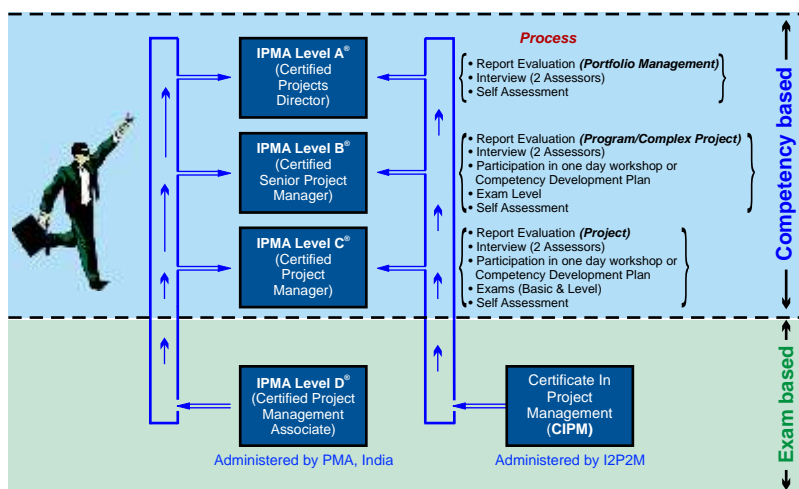 Process
IPMA Level A®
(Certified
Projects
Director)
• Report Evaluation (Portfolio Management)
• Interview (2 Assessors)
• Self Assessment
IPMA Level B®
(Certified
Senior Project
Manager)
• Report Evaluation (Program/Complex Project)
• Interview (2 Assessors)
• Participation in one day workshop or
Competency Development Plan
• Exam Level
• Self Assessment
IPMA Level C®
(Certified
Project
Manager)
• Report Evaluation (Project)
• Interview (2 Assessors)
• Participation in one day workshop or
Competency Development Plan
• Exams (Basic & Level)
• Self Assessment
Competency based
IPMA Level D®
(Certified Project
Management
Associate)
Administered by PMA, India
Certificate In
Project
Management
(CIPM)
Administered by I2P2M
Exam based